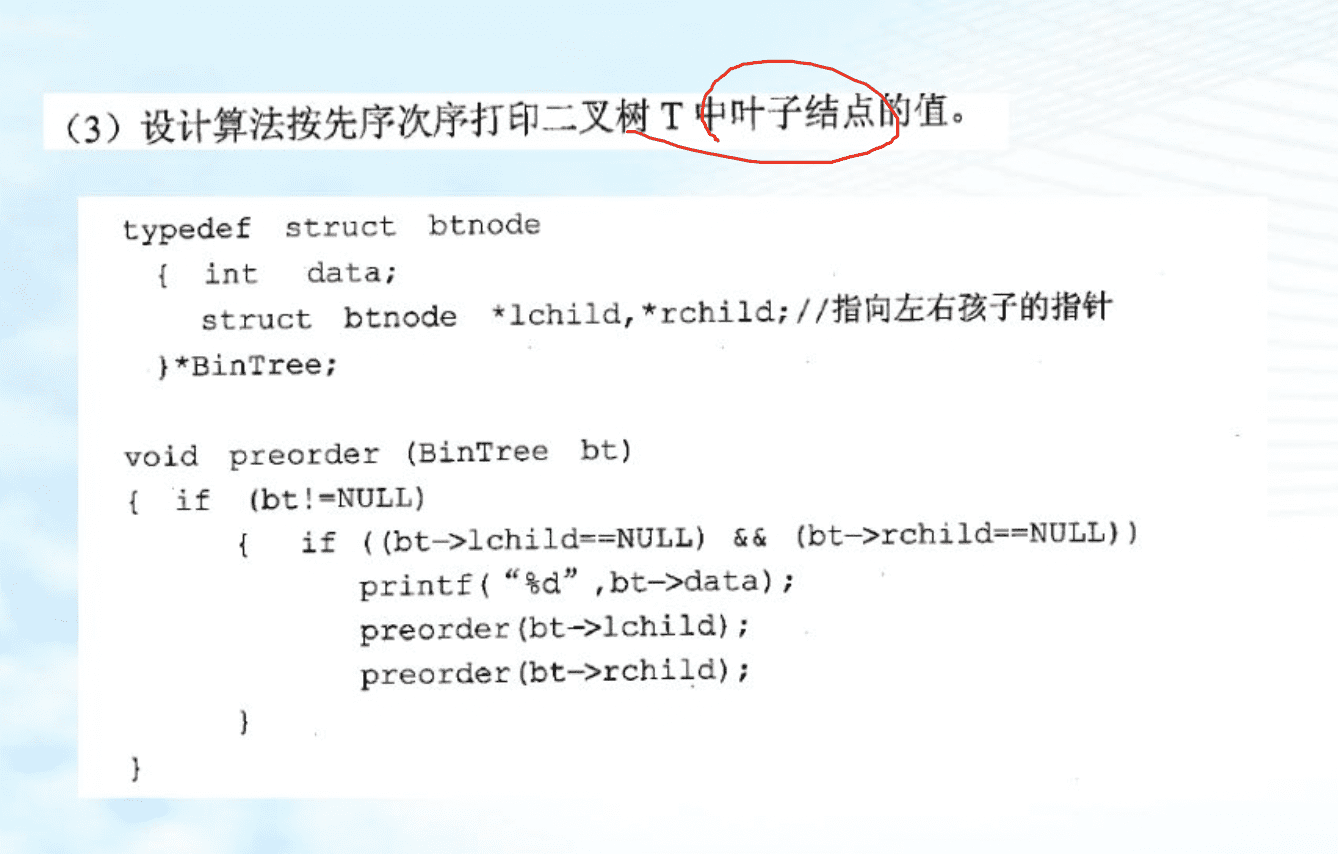 （3）设计算法按先序次序打印二叉树 T 中叶子结点的值。
typedef struct btnode
{ int data;
struct btnode *lchild,*rchild;//指向左右孩子的指针
}*BinTree;
void preorder (BinTree bt)
{ if (bt!=NULL)
{ if ((bt->lchild==NULL) && (bt->rchild==NULL))
printf(“%d”,bt->data);
preorder(bt->lchild);
preorder(bt->rchild);
}
}